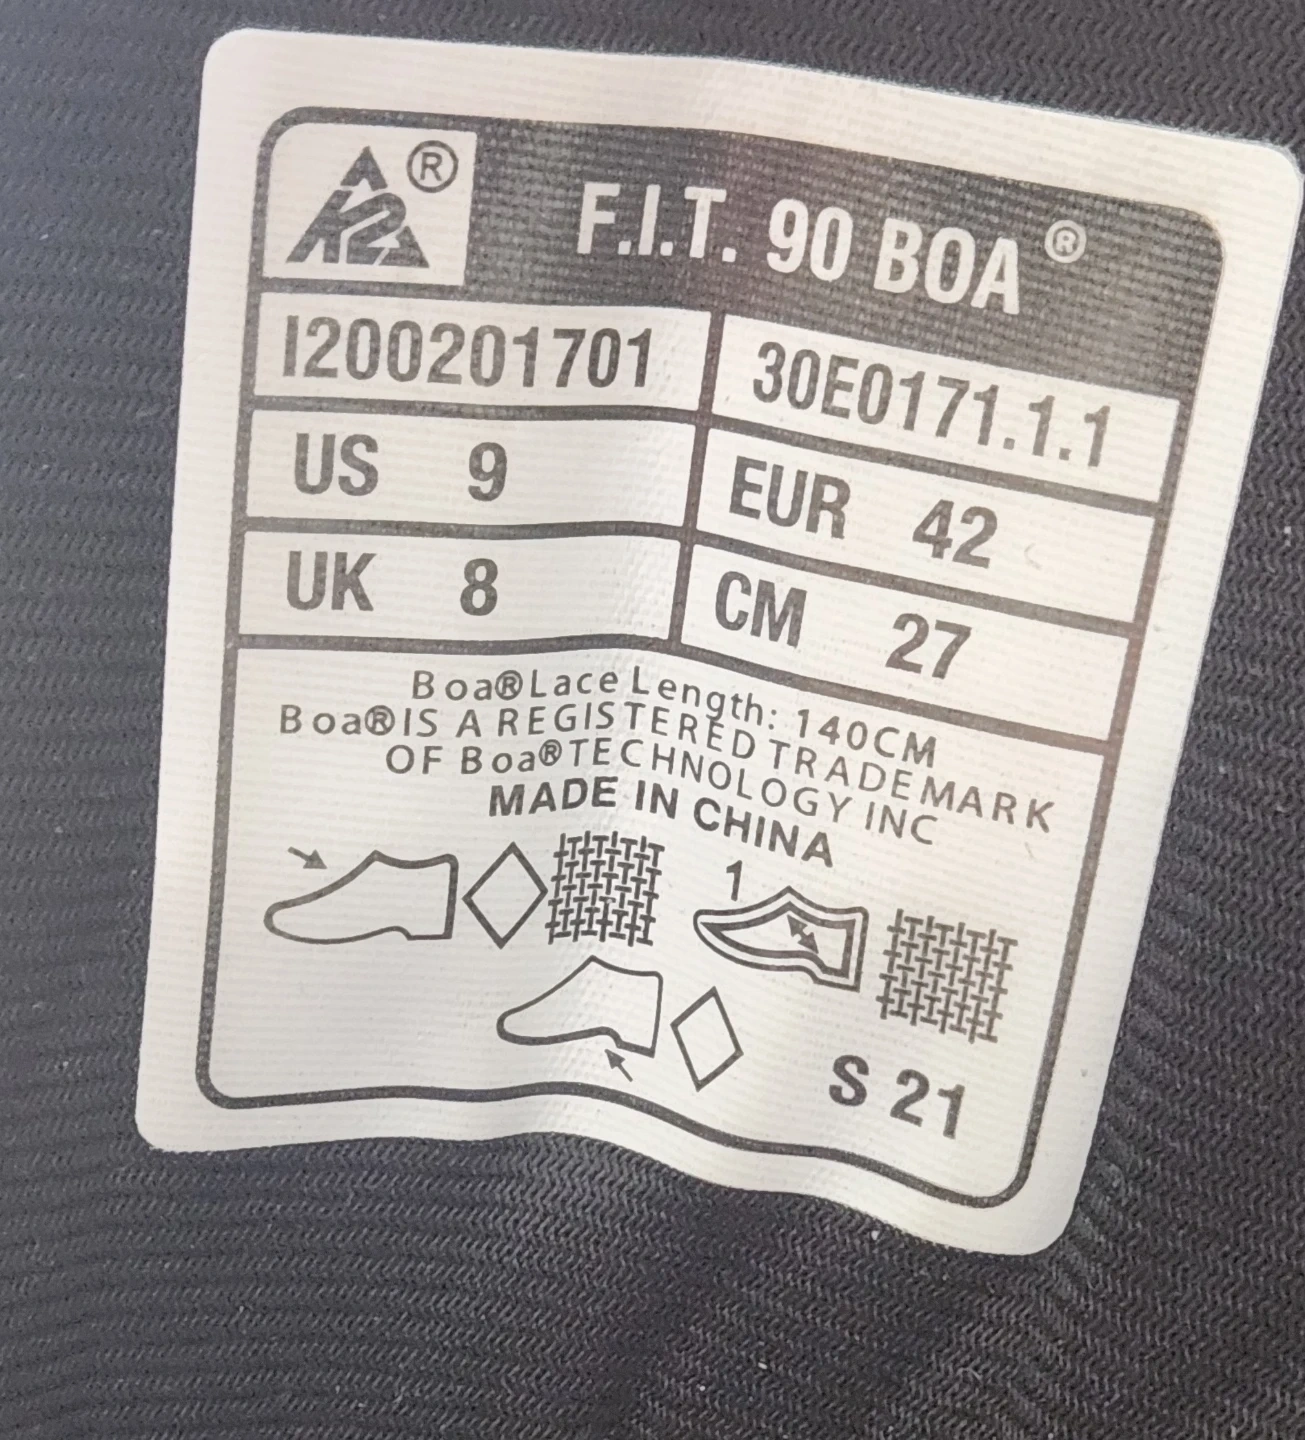 K2® F.I.T. 90 BOA®
I200201701 30E0171.1.1
US 9 EUR 42
UK 8 CM 27
Boa®Lace Length: 140CM
Boa®IS A REGISTERED TRADEMARK
OF Boa®TECHNOLOGY INC
MADE IN CHINA
1
S 21